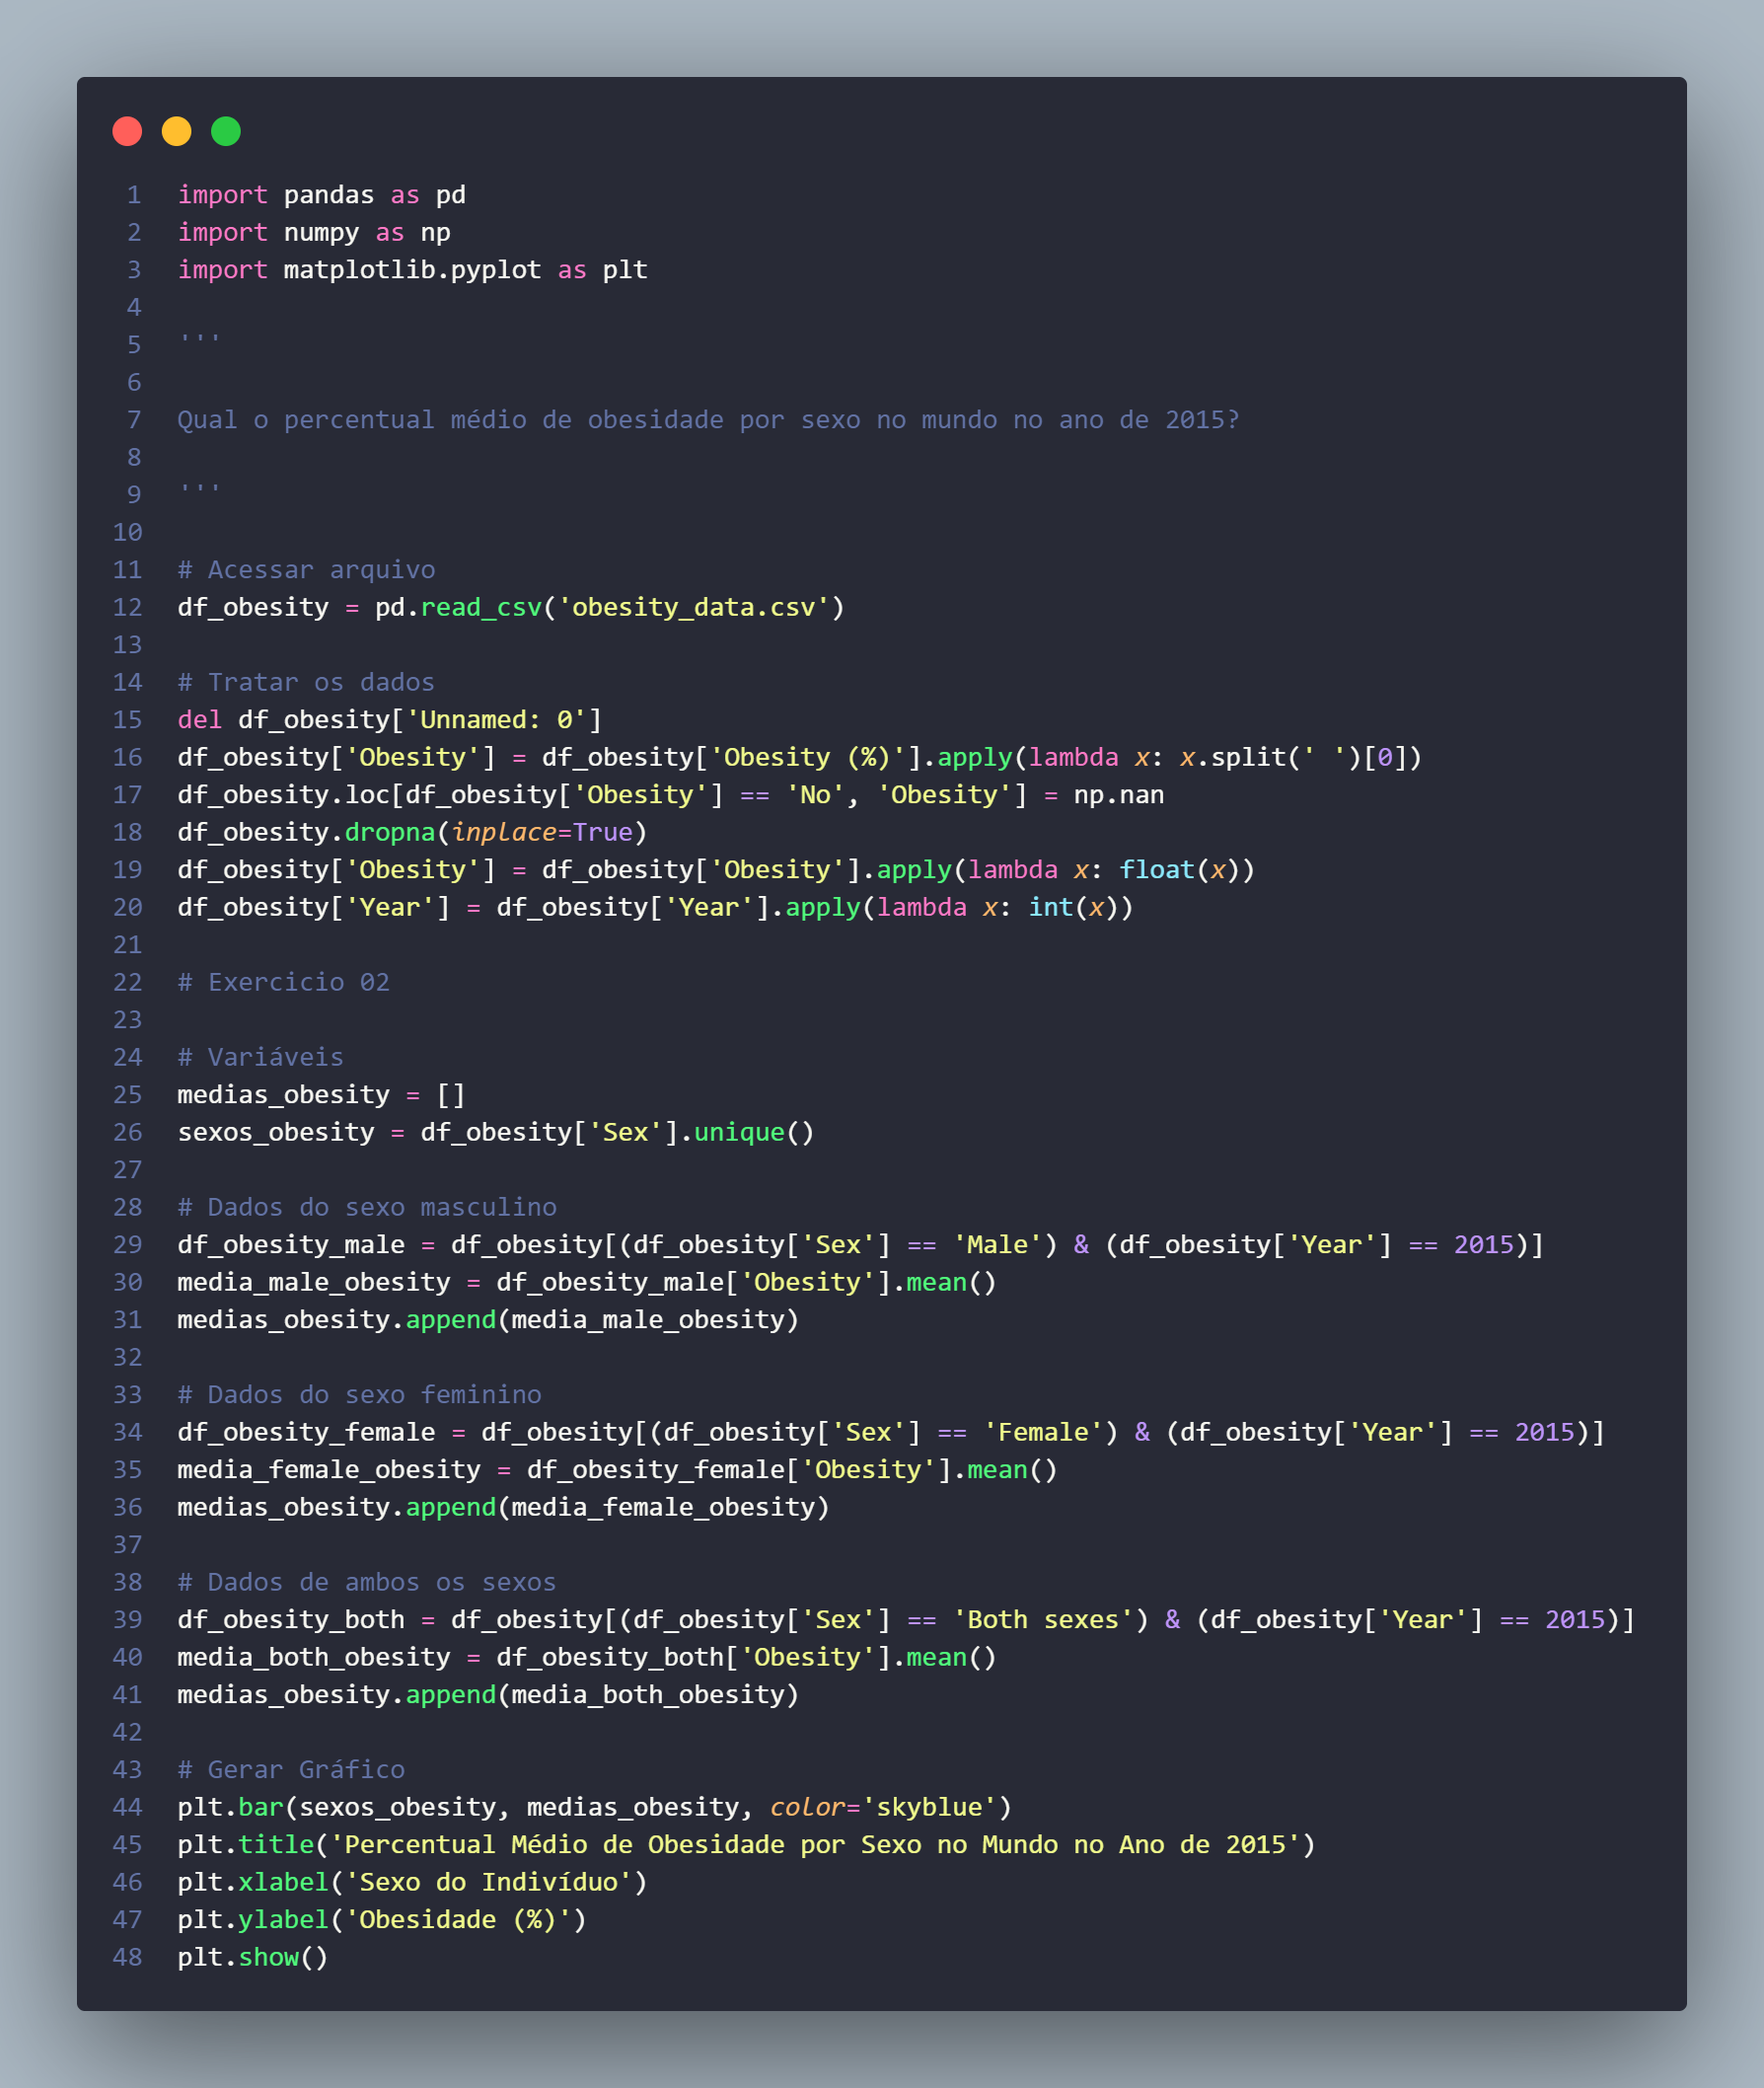 1 import pandas as pd
2 import numpy as np
3 import matplotlib.pyplot as plt
4
5 '''
6
7 Qual o percentual médio de obesidade por sexo no mundo no ano de 2015?
8
9 '''
10
11 # Acessar arquivo
12 df_obesity = pd.read_csv('obesity_data.csv')
13
14 # Tratar os dados
15 del df_obesity['Unnamed: 0']
16 df_obesity['Obesity'] = df_obesity['Obesity (%)'].apply(lambda x: x.split(' ')[0])
17 df_obesity.loc[df_obesity['Obesity'] == 'No', 'Obesity'] = np.nan
18 df_obesity.dropna(inplace=True)
19 df_obesity['Obesity'] = df_obesity['Obesity'].apply(lambda x: float(x))
20 df_obesity['Year'] = df_obesity['Year'].apply(lambda x: int(x))
21
22 # Exercicio 02
23
24 # Variáveis
25 medias_obesity = []
26 sexos_obesity = df_obesity['Sex'].unique()
27
28 # Dados do sexo masculino
29 df_obesity_male = df_obesity[(df_obesity['Sex'] == 'Male') & (df_obesity['Year'] == 2015)]
30 media_male_obesity = df_obesity_male['Obesity'].mean()
31 medias_obesity.append(media_male_obesity)
32
33 # Dados do sexo feminino
34 df_obesity_female = df_obesity[(df_obesity['Sex'] == 'Female') & (df_obesity['Year'] == 2015)]
35 media_female_obesity = df_obesity_female['Obesity'].mean()
36 medias_obesity.append(media_female_obesity)
37
38 # Dados de ambos os sexos
39 df_obesity_both = df_obesity[(df_obesity['Sex'] == 'Both sexes') & (df_obesity['Year'] == 2015)]
40 media_both_obesity = df_obesity_both['Obesity'].mean()
41 medias_obesity.append(media_both_obesity)
42
43 # Gerar Gráfico
44 plt.bar(sexos_obesity, medias_obesity, color='skyblue')
45 plt.title('Percentual Médio de Obesidade por Sexo no Mundo no Ano de 2015')
46 plt.xlabel('Sexo do Indivíduo')
47 plt.ylabel('Obesidade (%)')
48 plt.show()